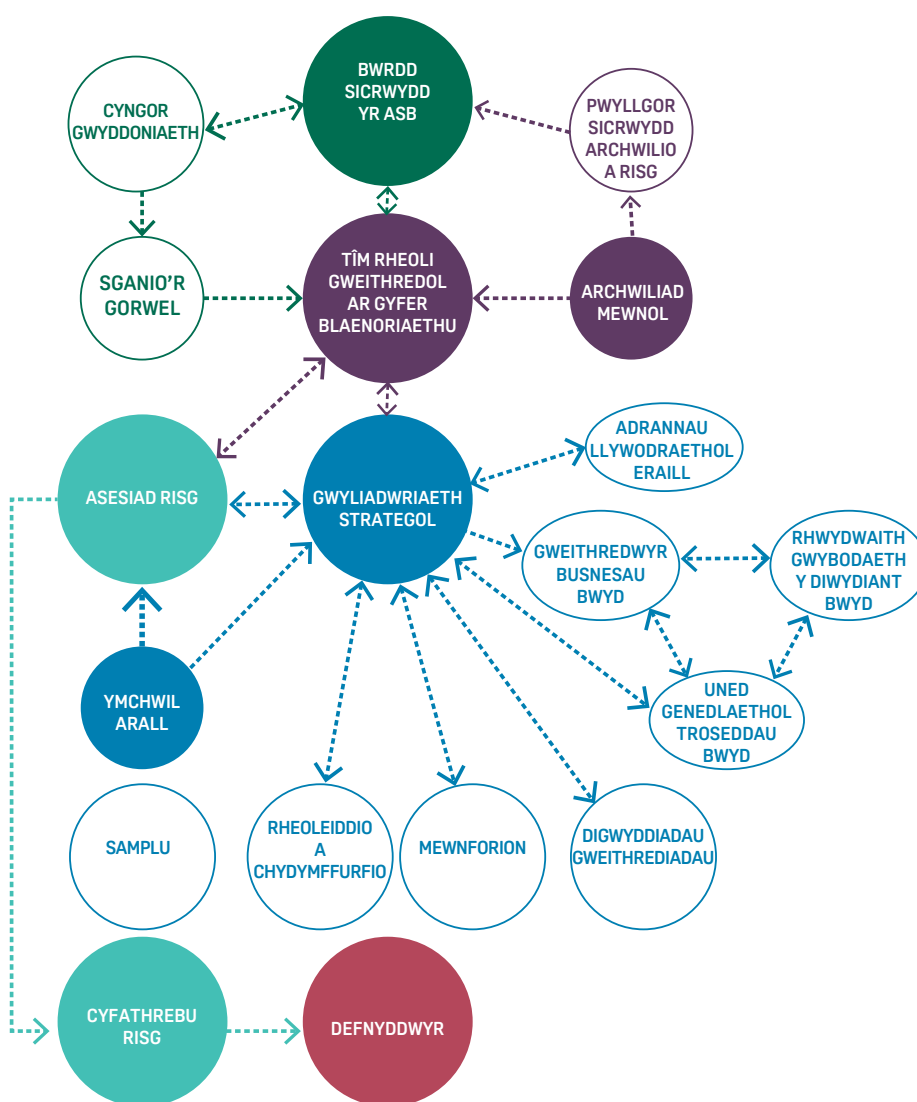 BWRDD
SICRWYDD
YR ASB
CYNGOR
GWYDDONIAETH
PWYLLGOR
SICRWYDD
ARCHWILIO
A RISG
SGANIO'R
GORWEL
TÎM RHEOLI
GWEITHREDOL
AR GYFER
BLAENORIAETHU
ARCHWILIAD
MEWNOL
ASESIAD RISG
GWYLIADWRIAETH
STRATEGOL
ADRANNAU
LLYWODRAETHOL
ERAILL
GWEITHREDWYR
BUSNESAU
BWYD
RHWYDWAITH
GWYBODAETH
Y DIWYDIANT
BWYD
YMCHWIL
ARALL
UNED
GENEDLAETHOL
TROSEDDAU
BWYD
SAMPLU
RHEOLEIDDIO
A
CHYDYMFFURFIO
MEWNFORION
DIGWYDDIADAU
GWEITHREDIADAU
CYFATHREBU
RISG
DEFNYDDWYR